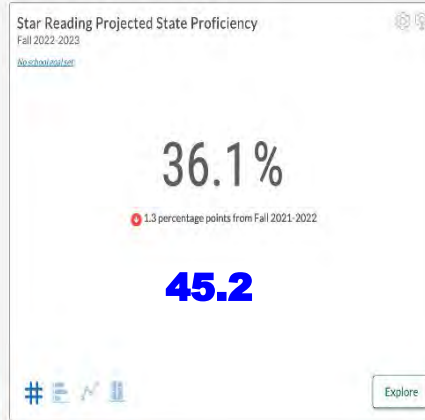 Star Reading Projected State Proficiency
Fall 2022-2023
No school goal set
36.1%
1.3 percentage points from Fall 2021-2022
45.2
Explore